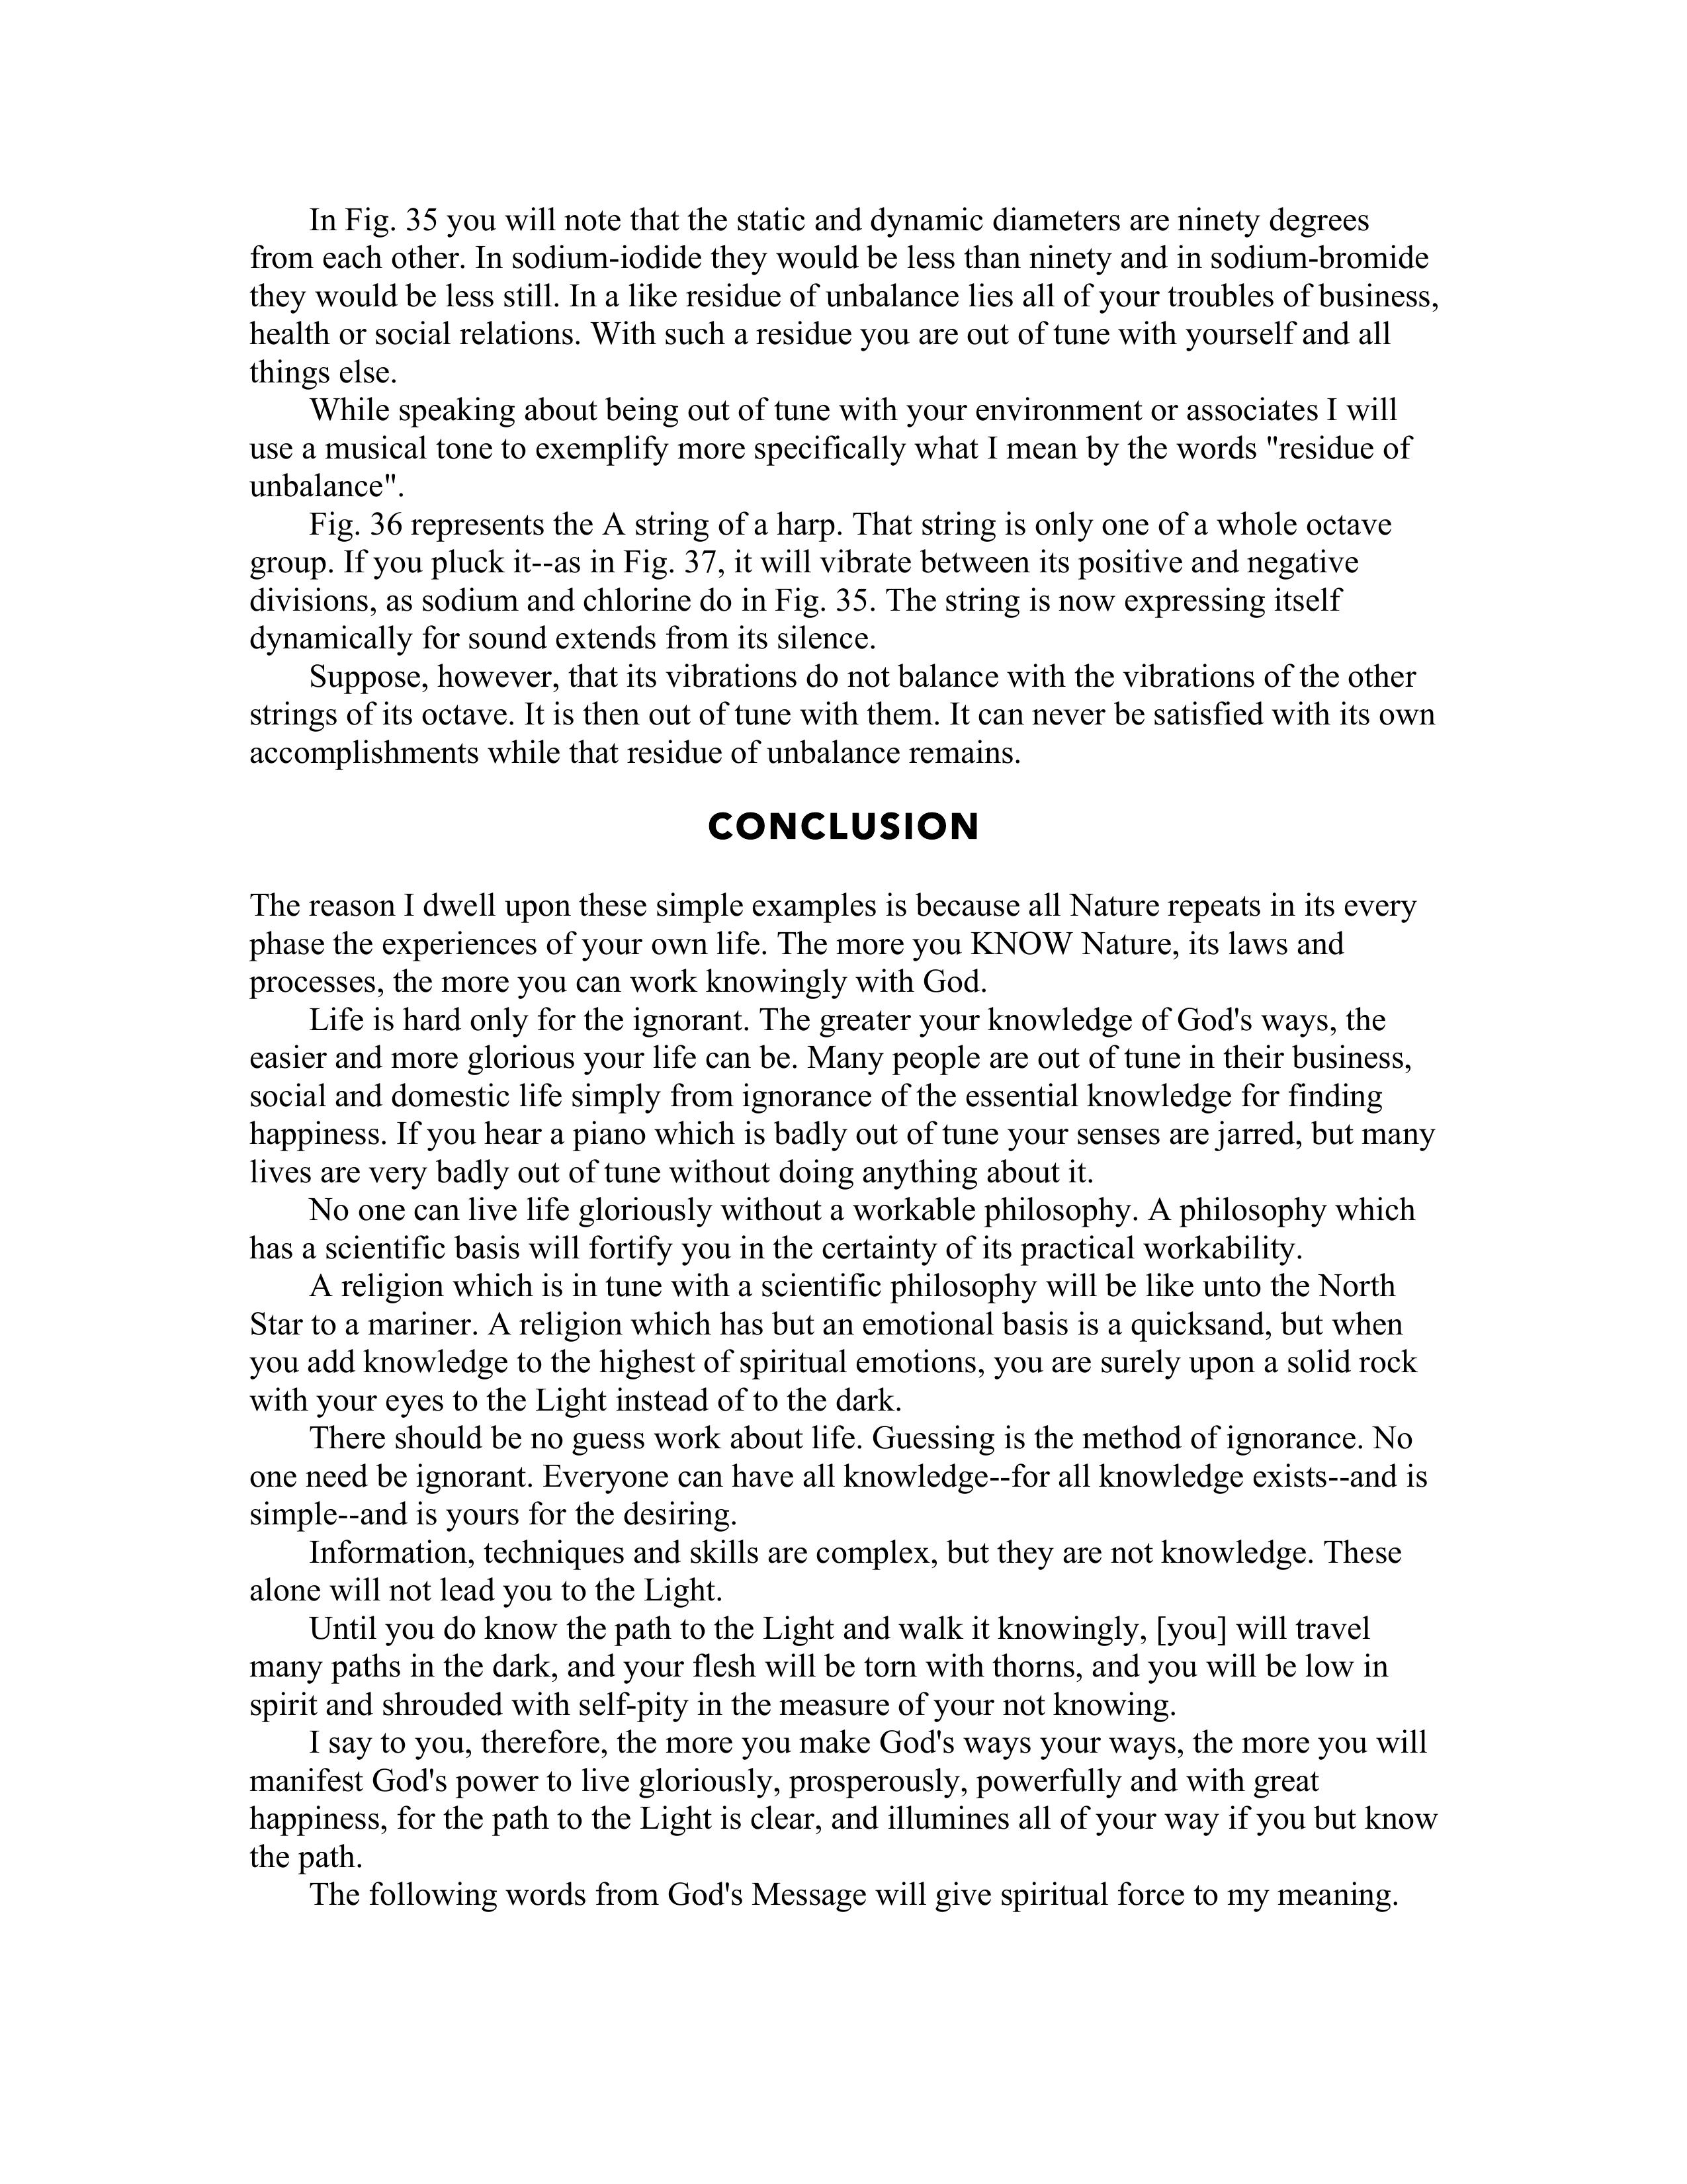 In Fig. 35 you will note that the static and dynamic diameters are ninety degrees
from each other. In sodium-iodide they would be less than ninety and in sodium-bromide
they would be less still. In a like residue of unbalance lies all of your troubles of business,
health or social relations. With such a residue you are out of tune with yourself and all
things else.
While speaking about being out of tune with your environment or associates I will
use a musical tone to exemplify more specifically what I mean by the words "residue of
unbalance".
Fig. 36 represents the A string of a harp. That string is only one of a whole octave
group. If you pluck it--as in Fig. 37, it will vibrate between its positive and negative
divisions, as sodium and chlorine do in Fig. 35. The string is now expressing itself
dynamically for sound extends from its silence.
Suppose, however, that its vibrations do not balance with the vibrations of the other
strings of its octave. It is then out of tune with them. It can never be satisfied with its own
accomplishments while that residue of unbalance remains.
CONCLUSION
The reason I dwell upon these simple examples is because all Nature repeats in its every
phase the experiences of your own life. The more you KNOW Nature, its laws and
processes, the more you can work knowingly with God.
Life is hard only for the ignorant. The greater your knowledge of God's ways, the
easier and more glorious your life can be. Many people are out of tune in their business,
social and domestic life simply from ignorance of the essential knowledge for finding
happiness. If you hear a piano which is badly out of tune your senses are jarred, but many
lives are very badly out of tune without doing anything about it.
No one can live life gloriously without a workable philosophy. A philosophy which
has a scientific basis will fortify you in the certainty of its practical workability.
A religion which is in tune with a scientific philosophy will be like unto the North
Star to a mariner. A religion which has but an emotional basis is a quicksand, but when
you add knowledge to the highest of spiritual emotions, you are surely upon a solid rock
with your eyes to the Light instead of to the dark.
There should be no guess work about life. Guessing is the method of ignorance. No
one need be ignorant. Everyone can have all knowledge--for all knowledge exists--and is
simple--and is yours for the desiring.
Information, techniques and skills are complex, but they are not knowledge. These
alone will not lead you to the Light.
Until you do know the path to the Light and walk it knowingly, [you] will travel
many paths in the dark, and your flesh will be torn with thorns, and you will be low in
spirit and shrouded with self-pity in the measure of your not knowing.
I say to you, therefore, the more you make God's ways your ways, the more you will
manifest God's power to live gloriously, prosperously, powerfully and with great
happiness, for the path to the Light is clear, and illumines all of your way if you but know
the path.
The following words from God's Message will give spiritual force to my meaning.